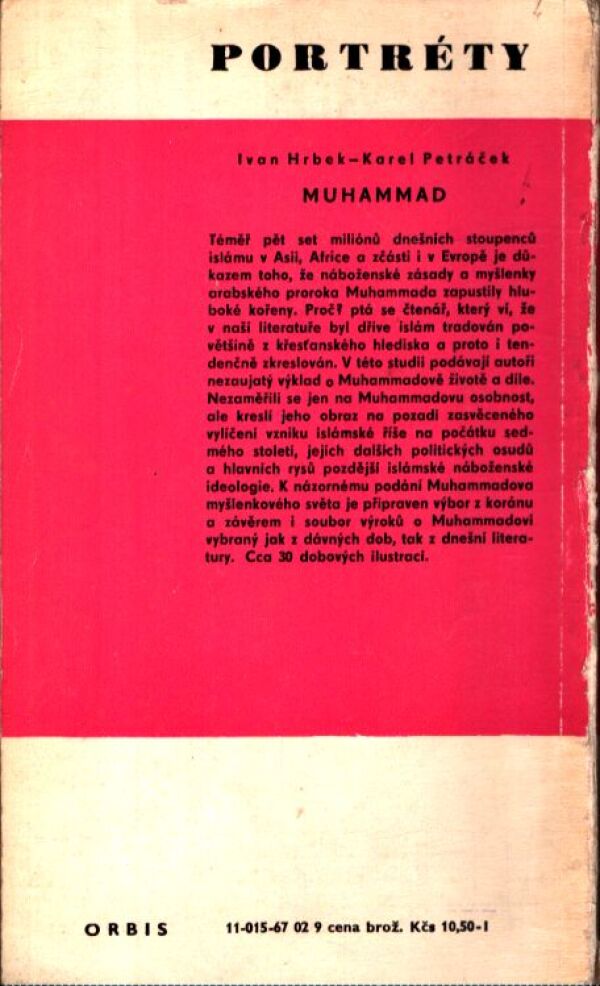 PORTRÉTY
Ivan Hrbek–Karel Petráček
MUHAMMAD
Téměř pět set miliónů dnešních stoupenců
islámu v Asii, Africe a zčásti i v Evropě je dů-
kazem toho, že náboženské zásady a myšlenky
arabského proroka Muhammada zapustily hlu-
boké kořeny. Proč? ptá se čtenář, který ví, že
v naší literatuře byl dříve islám tradován po-
většině z křesťanského hlediska a proto i ten-
denčně zkreslován. V této studii podávají autoři
nezaujatý výklad o Muhammadově životě a díle.
Nezaměřili se jen na Muhammadovu osobnost,
ale kreslí jeho obraz na pozadí zasvěceného
vylíčení vzniku islámské říše na počátku sed-
mého století, jejich dalších politických osudů
a hlavních rysů pozdější islámské náboženské
ideologie. K názornému podání Muhammadova
myšlenkového světa je připraven výbor z koránu
a závěrem i soubor výroků o Muhammadovi
vybraný jak z dávných dob, tak z dnešní litera-
tury. Cca 30 dobových ilustrací.
ORBIS 11-015-67 02 9 cena brož. Kčs 10,50-I